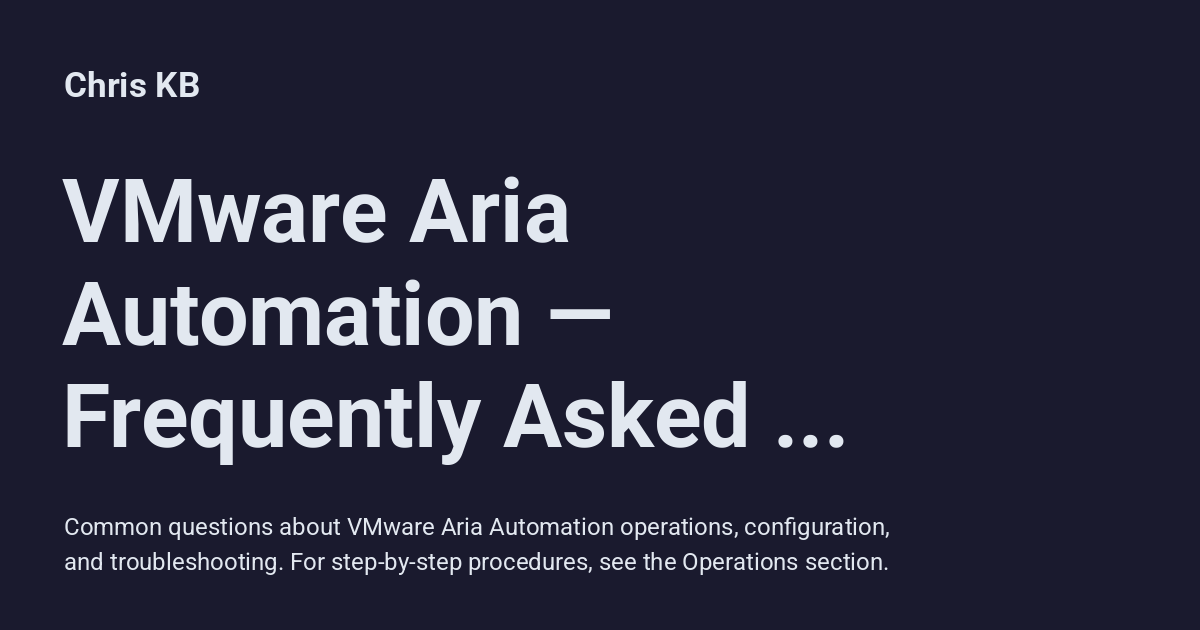 Chris KB
VMware Aria
Automation —
Frequently Asked ...
Common questions about VMware Aria Automation operations, configuration,
and troubleshooting. For step-by-step procedures, see the Operations section.